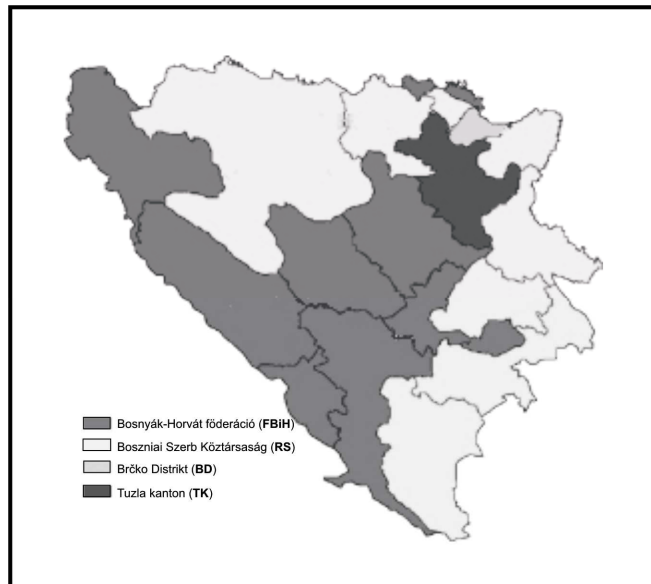 Bosnyák-Horvát föderáció (FBiH)
Boszniai Szerb Köztársaság (RS)
Brčko Distrikt (BD)
Tuzla kanton (TK)